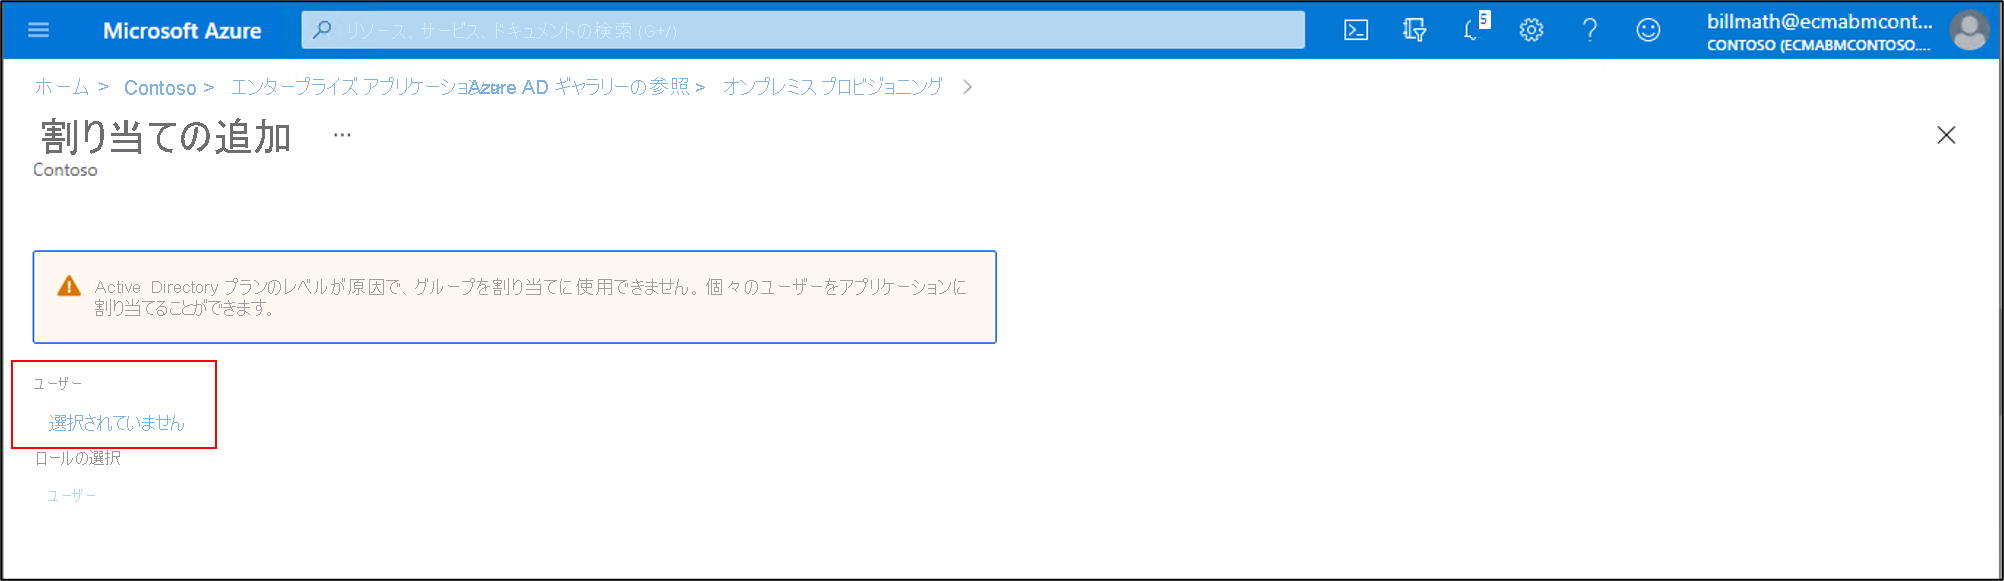 Microsoft Azure
リソース、サービス、ドキュメントの検索 (G+/)
5
billmath@ecmabmcont...
CONTOSO (ECMABMCONTOSO....
ホーム > Contoso > エンタープライズ アプリケーション Azure AD ギャラリーの参照 > オンプレミス プロビジョニング >
割り当ての追加 ...
Contoso
Active Directory プランのレベルが原因で、グループを割り当てに使用できません。個々のユーザーをアプリケーションに
割り当てることができます。
ユーザー
選択されていません
ロールの選択
ユーザー